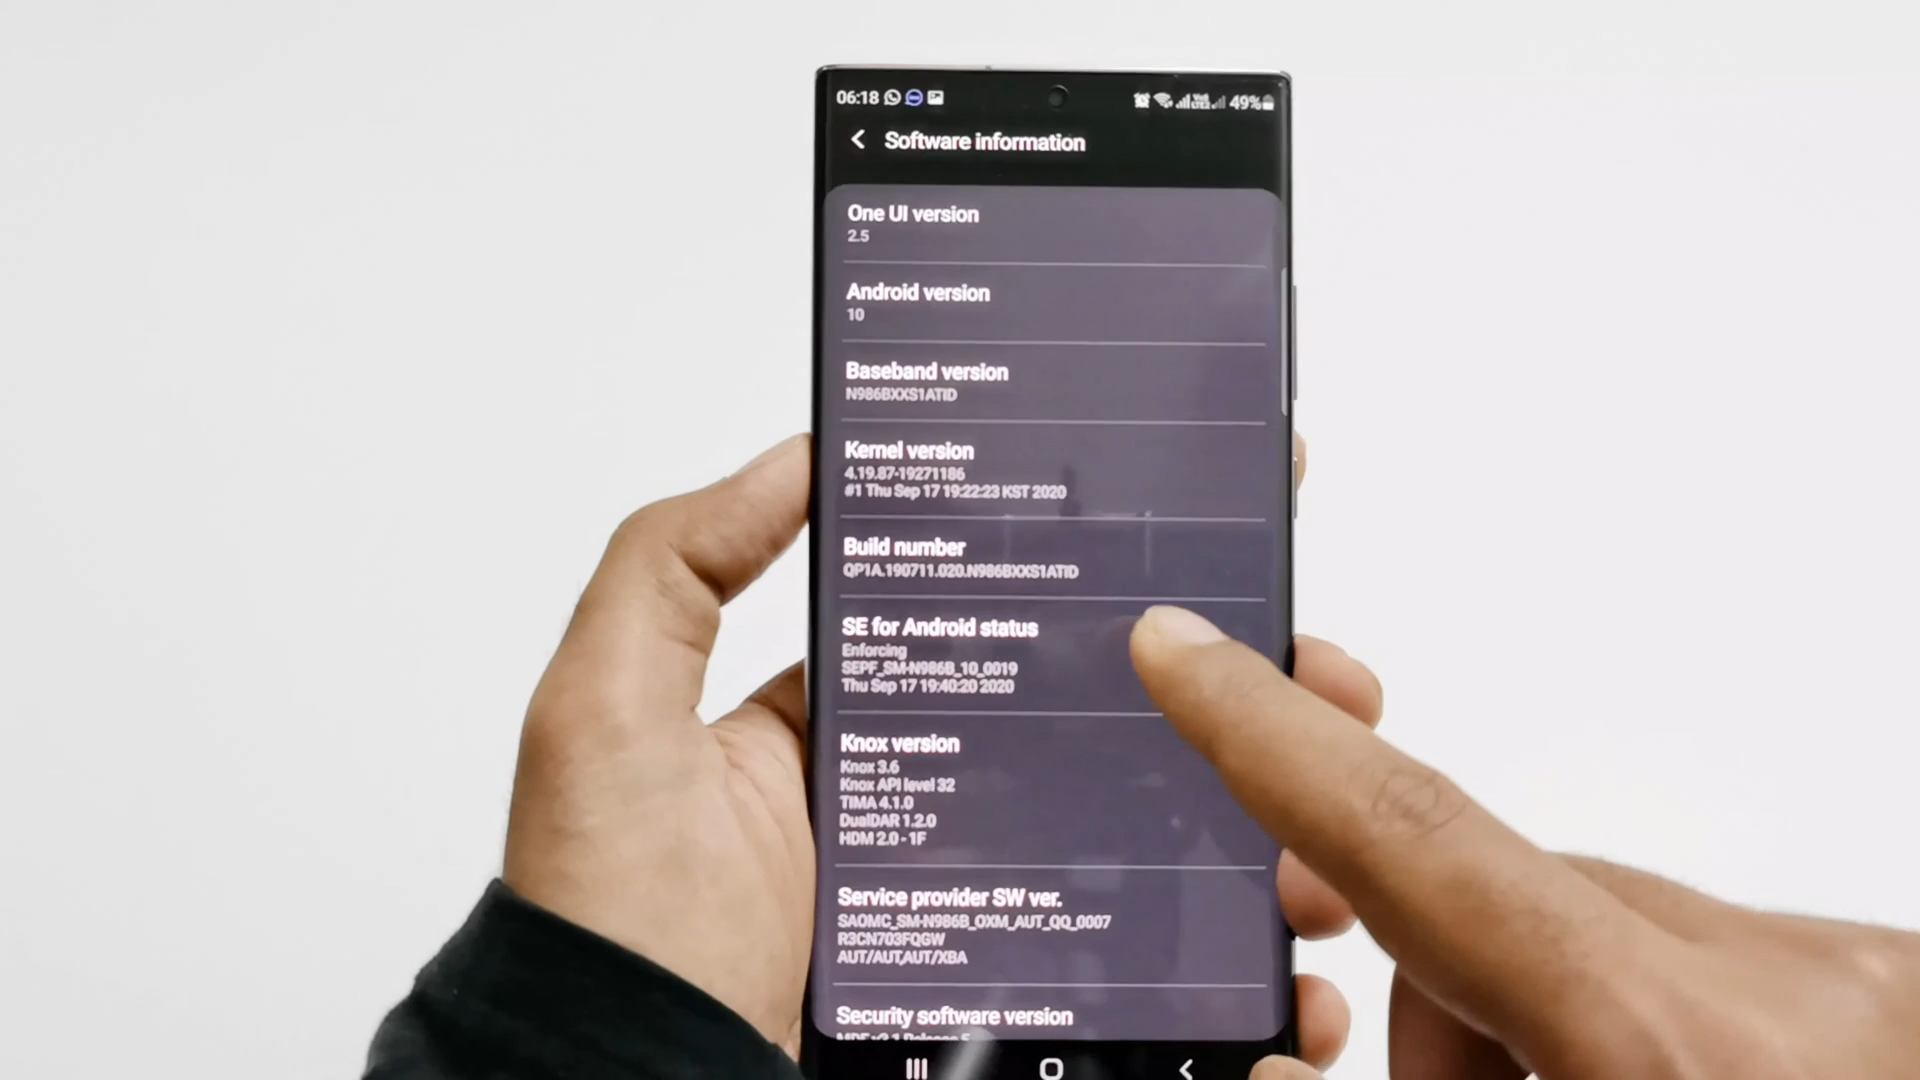 06:18
49%
Software information
One UI version
2.5
Android version
10
Baseband version
N986BXXS1ATID
Kernel version
4.19.87-19271186
#1 Thu Sep 17 19:22:23 KST 2020
Build number
QP1A.190711.020.N986BXXS1ATID
SE for Android status
Enforcing
SEPF_SM-N986B_10_0019
Thu Sep 17 19:40:20 2020
Knox version
Knox 3.6
Knox API level 32
TIMA 4.1.0
DualDAR 1.2.0
HDM 2.0 - 1F
Service provider SW ver.
SAOMC_SM-N986B_OXM_AUT_QQ_0007
R3CN703FQGW
AUT/AUT,AUT/XBA
Security software version